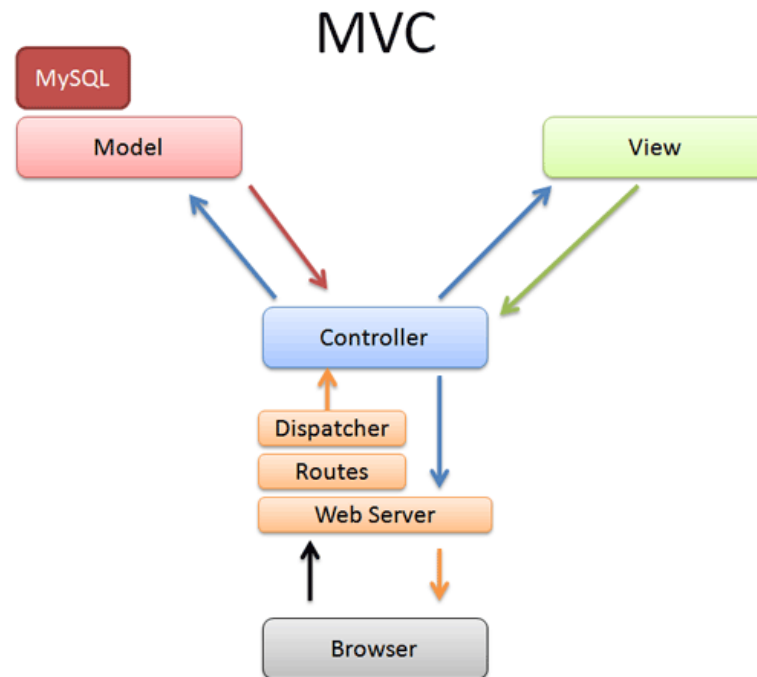 MVC
MySQL
Model
View
Controller
Dispatcher
Routes
Web Server
Browser